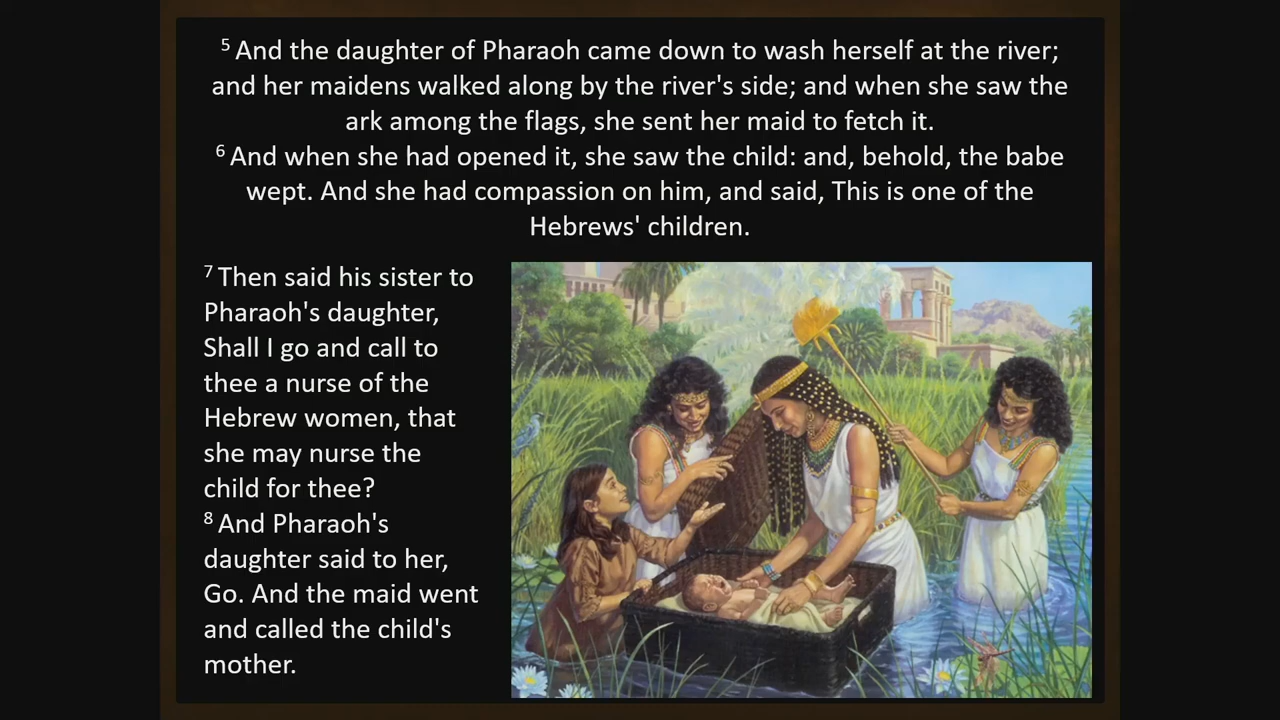 5 And the daughter of Pharaoh came down to wash herself at the river;
and her maidens walked along by the river's side; and when she saw the
ark among the flags, she sent her maid to fetch it.
6 And when she had opened it, she saw the child: and, behold, the babe
wept. And she had compassion on him, and said, This is one of the
Hebrews' children.
7 Then said his sister to
Pharaoh's daughter,
Shall I go and call to
thee a nurse of the
Hebrew women, that
she may nurse the
child for thee?
8 And Pharaoh's
daughter said to her,
Go. And the maid went
and called the child's
mother.